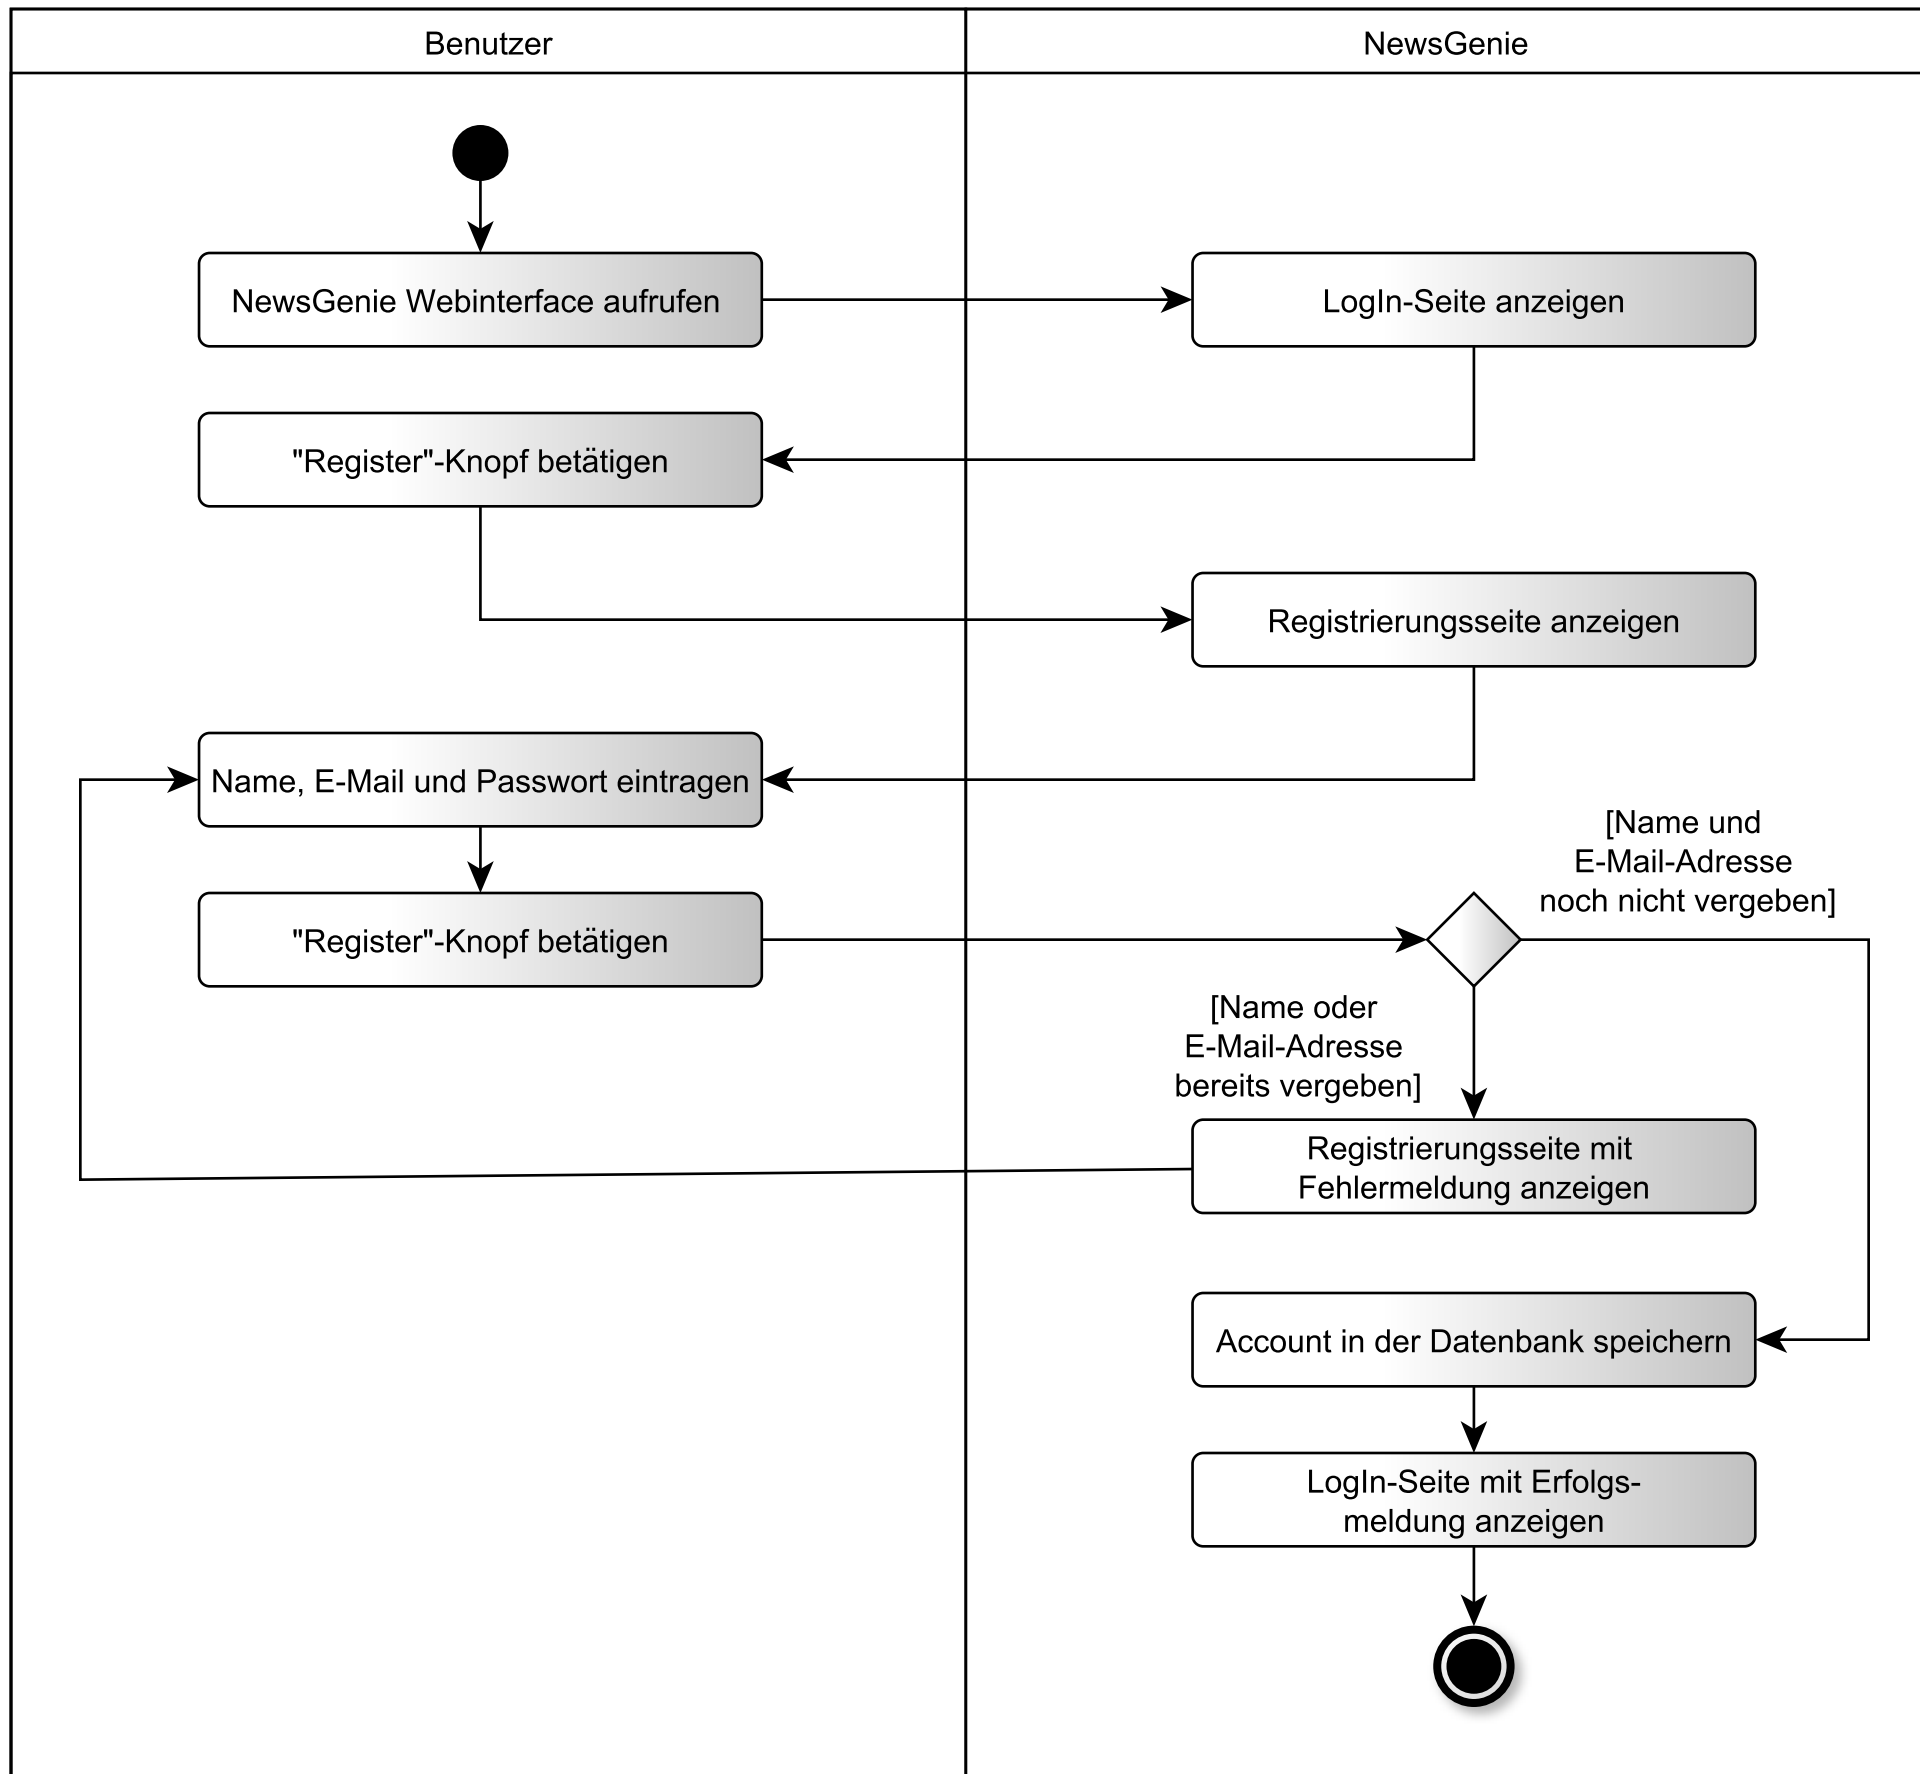 Benutzer
NewsGenie
NewsGenie Webinterface aufrufen
LogIn-Seite anzeigen
"Register"-Knopf betätigen
Registrierungsseite anzeigen
Name, E-Mail und Passwort eintragen
"Register"-Knopf betätigen
[Name und
E-Mail-Adresse
noch nicht vergeben]
[Name oder
E-Mail-Adresse
bereits vergeben]
Registrierungsseite mit
Fehlermeldung anzeigen
Account in der Datenbank speichern
LogIn-Seite mit Erfolgs-
meldung anzeigen